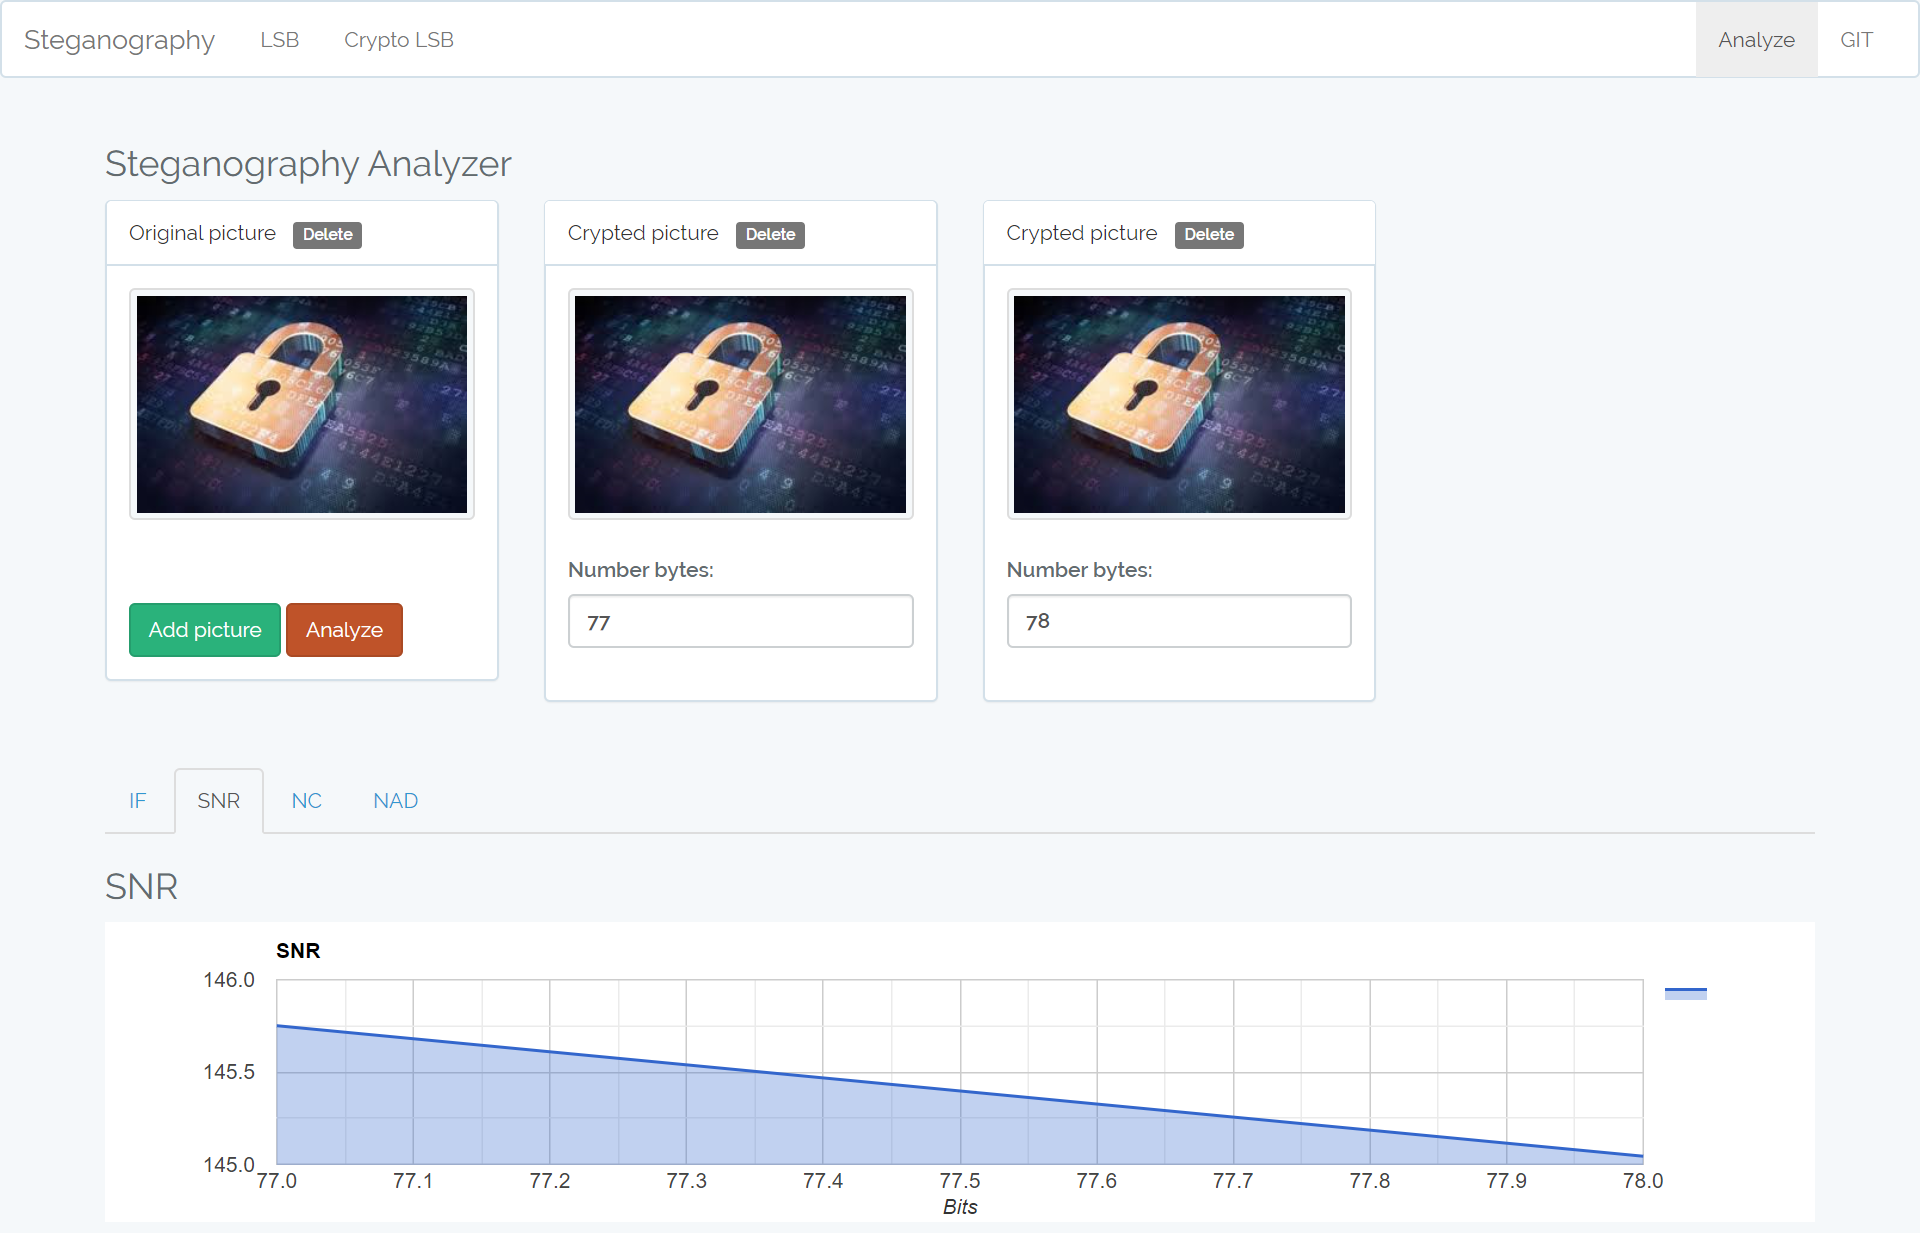 Steganography LSB Crypto LSB Analyze GIT
Steganography Analyzer
Original picture Delete
Crypted picture Delete
Crypted picture Delete
Number bytes:
77
Number bytes:
78
Add picture Analyze
IF SNR NC NAD
SNR
SNR
146.0
145.5
145.0
77.0 77.1 77.2 77.3 77.4 77.5 77.6 77.7 77.8 77.9 78.0
Bits